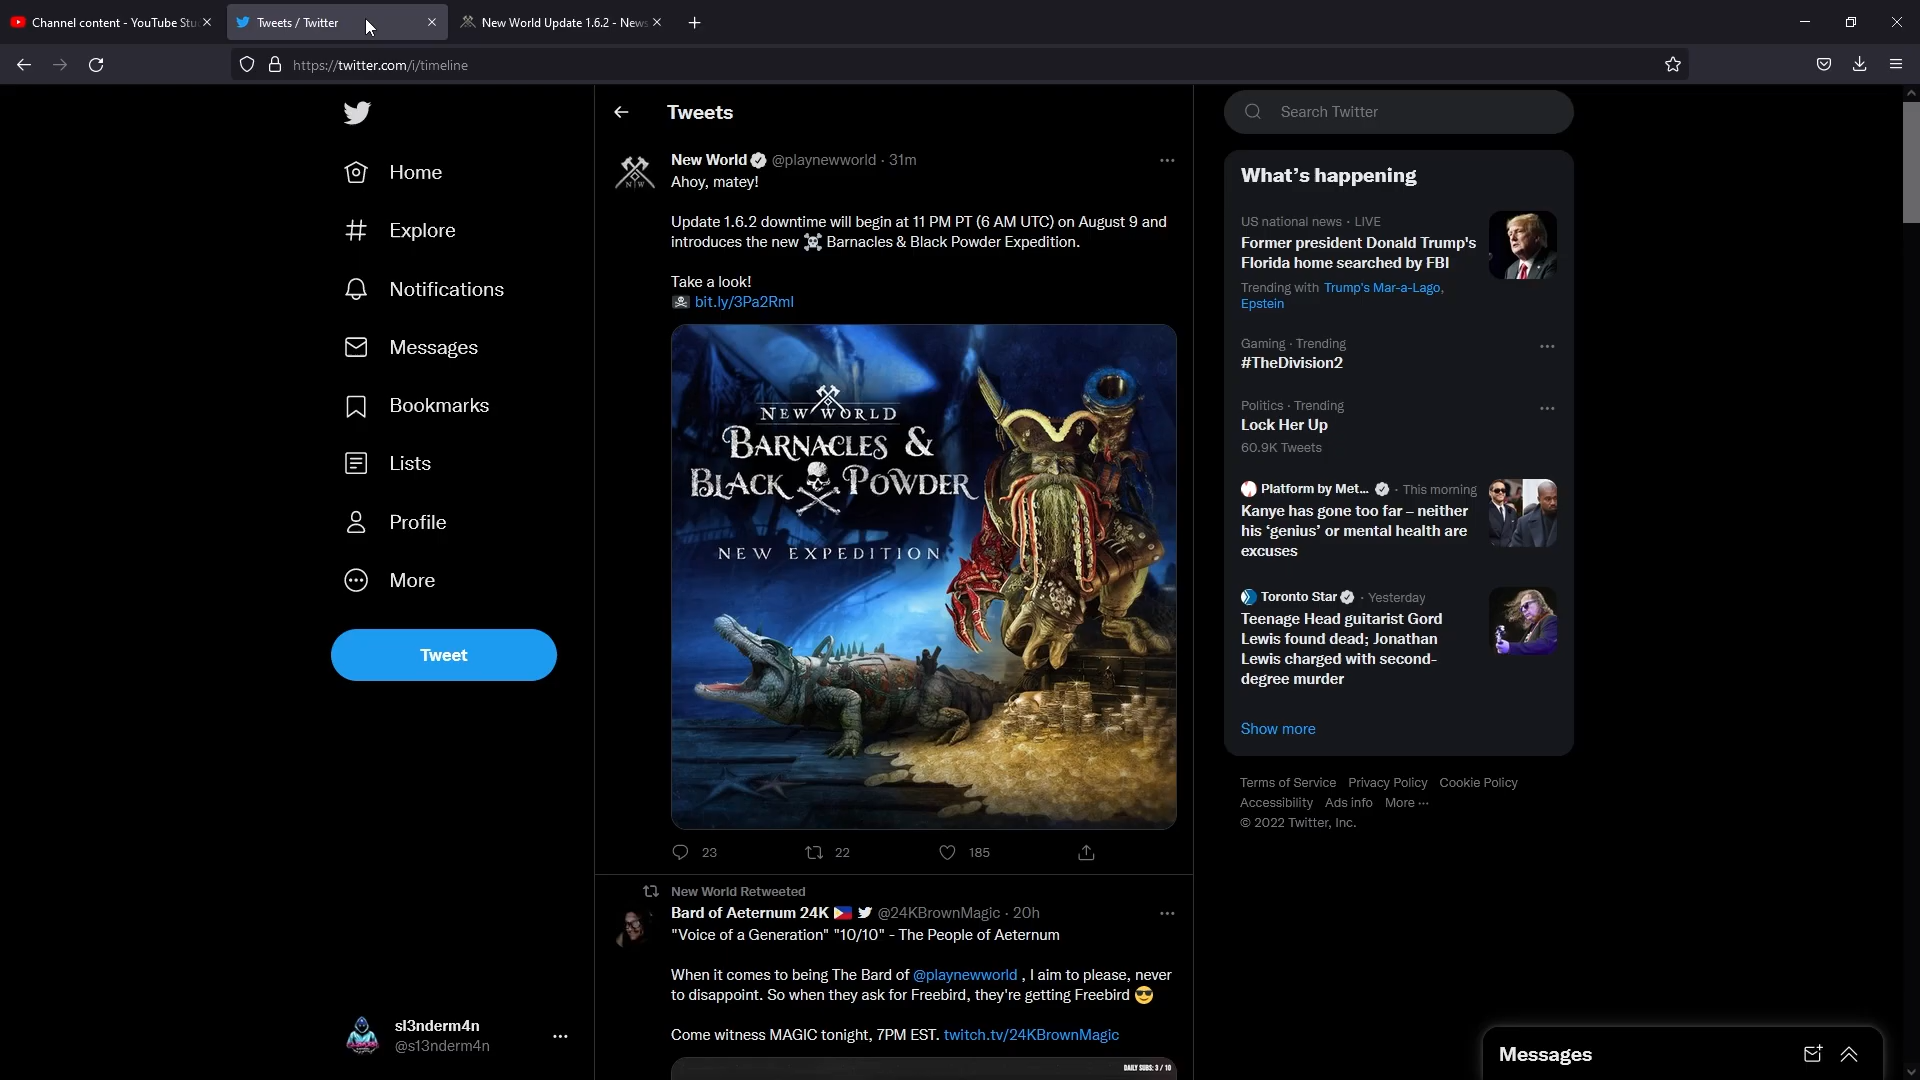 Channel content - YouTube Stu
Tweets / Twitter
New World Update 1.6.2 - News
https://twitter.com/i/timeline
Home
Explore
Notifications
Messages
Bookmarks
Lists
Profile
More
Tweet
sl3nderm4n
@s13nderm4n
Tweets
New World @playnewworld · 31m
Ahoy, matey!
Update 1.6.2 downtime will begin at 11 PM PT (6 AM UTC) on August 9 and
introduces the new ☠️ Barnacles & Black Powder Expedition.
Take a look!
🏴‍☠️ bit.ly/3Pa2Rml
NEW WORLD
BARNACLES &
BLACK POWDER
NEW EXPEDITION
23
22
185
New World Retweeted
Bard of Aeternum 24K 🇵🇭 @24KBrownMagic · 20h
"Voice of a Generation" "10/10" - The People of Aeternum
When it comes to being The Bard of @playnewworld , I aim to please, never
to disappoint. So when they ask for Freebird, they're getting Freebird 😎
Come witness MAGIC tonight, 7PM EST. twitch.tv/24KBrownMagic
DAILY SUBS: 3 / 10
Search Twitter
What's happening
US national news · LIVE
Former president Donald Trump's
Florida home searched by FBI
Trending with Trump's Mar-a-Lago,
Epstein
Gaming · Trending
#TheDivision2
Politics · Trending
Lock Her Up
60.9K Tweets
Platform by Met... · This morning
Kanye has gone too far – neither
his ‘genius’ or mental health are
excuses
Toronto Star · Yesterday
Teenage Head guitarist Gord
Lewis found dead; Jonathan
Lewis charged with second-
degree murder
Show more
Terms of Service Privacy Policy Cookie Policy
Accessibility Ads info More ···
© 2022 Twitter, Inc.
Messages